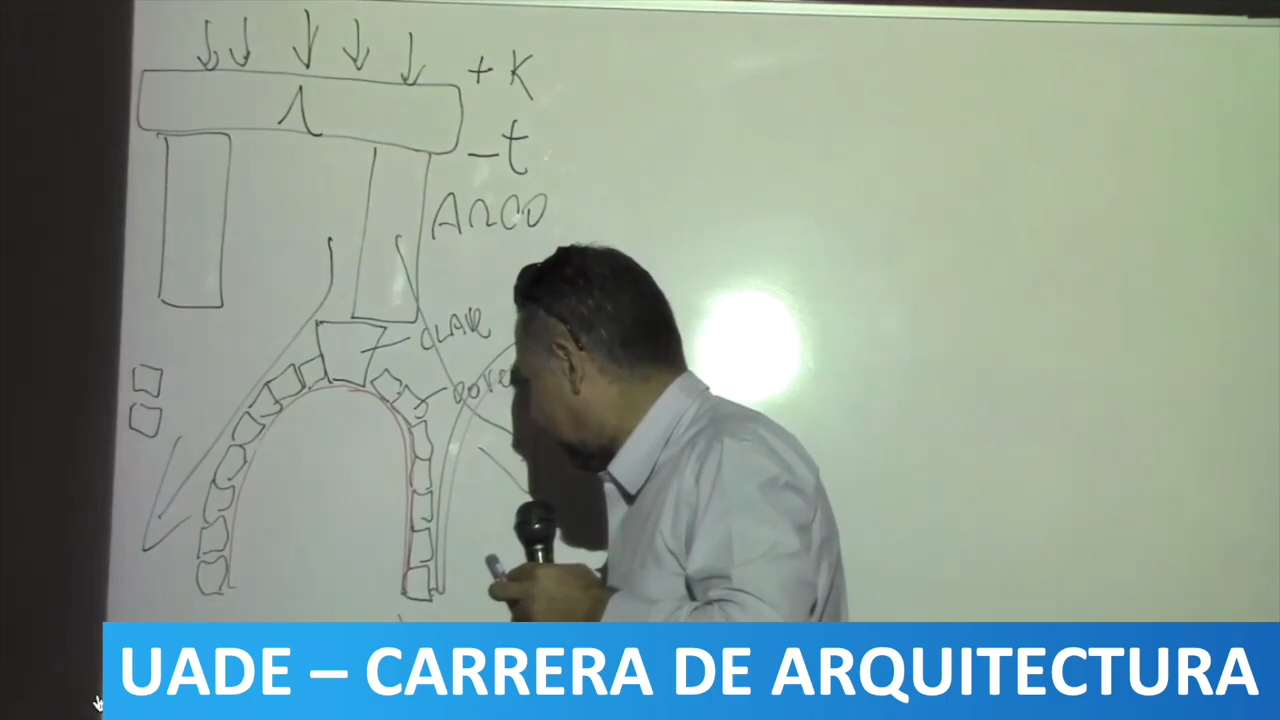 + K
- t
ARCO
CLAVE
UADE – CARRERA DE ARQUITECTURA